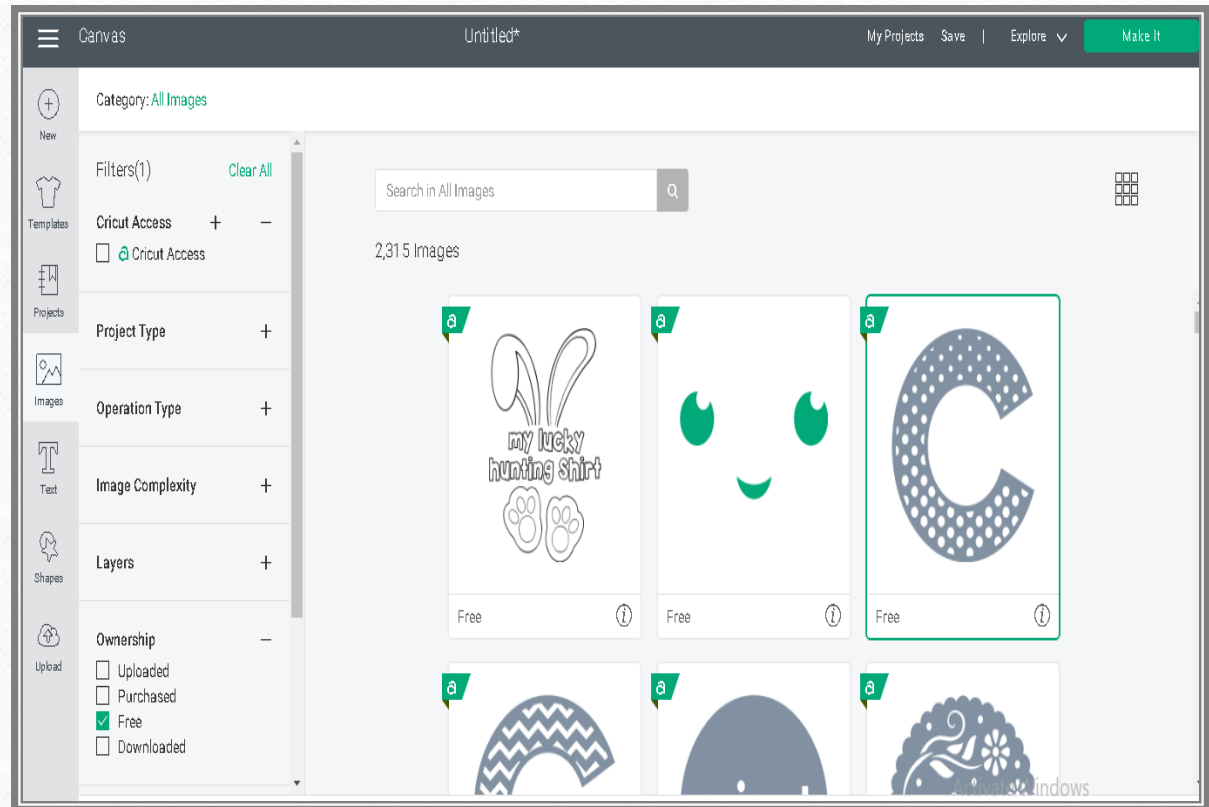 Canvas
Untitled*
My Projects Save | Explore
Make It
New
Templates
Projects
Images
Text
Shapes
Upload
Category: All Images
Filters(1) Clear All
Cricut Access + −
a Cricut Access
Project Type +
Operation Type +
Image Complexity +
Layers +
Ownership −
Uploaded
Purchased
Free
Downloaded
Search in All Images
2,315 Images
a
my lucky
hunting shirt
Free
a
Free
a
C
Free
a
a
a
Activate Windows